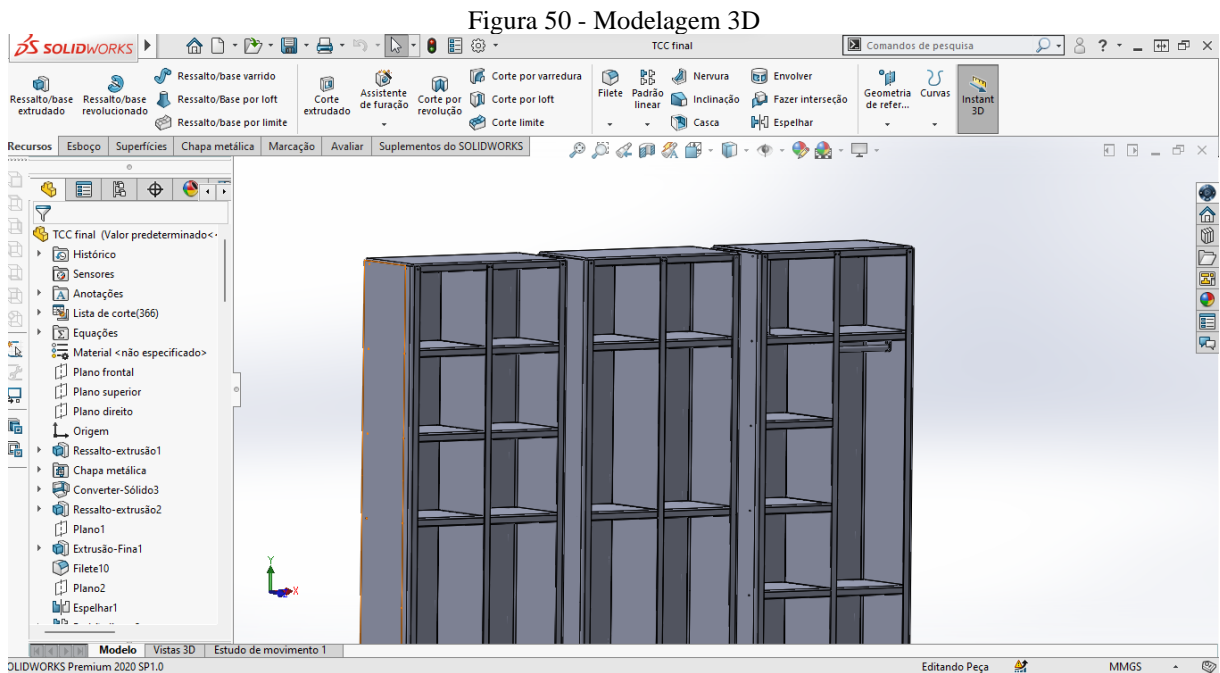 Figura 50 - Modelagem 3D
SOLIDWORKS
TCC final
Comandos de pesquisa
?
Ressalto/base extrudado
Ressalto/base revolucionado
Ressalto/base varrido
Ressalto/Base por loft
Ressalto/base por limite
Corte extrudado
Assistente de furação
Corte por revolução
Corte por varredura
Corte por loft
Corte limite
Filete
Padrão linear
Nervura
Inclinação
Casca
Envolver
Fazer interseção
Espelhar
Geometria de refer...
Curvas
Instant 3D
Recursos
Esboço
Superfícies
Chapa metálica
Marcação
Avaliar
Suplementos do SOLIDWORKS
TCC final (Valor predeterminado<
Histórico
Sensores
Anotações
Lista de corte(366)
Equações
Material <não especificado>
Plano frontal
Plano superior
Plano direito
Origem
Ressalto-extrusão1
Chapa metálica
Converter-Sólido3
Ressalto-extrusão2
Plano1
Extrusão-Fina1
Filete10
Plano2
Espelhar1
Y
X
Modelo
Vistas 3D
Estudo de movimento 1
OLIDWORKS Premium 2020 SP1.0
Editando Peça
MMGS